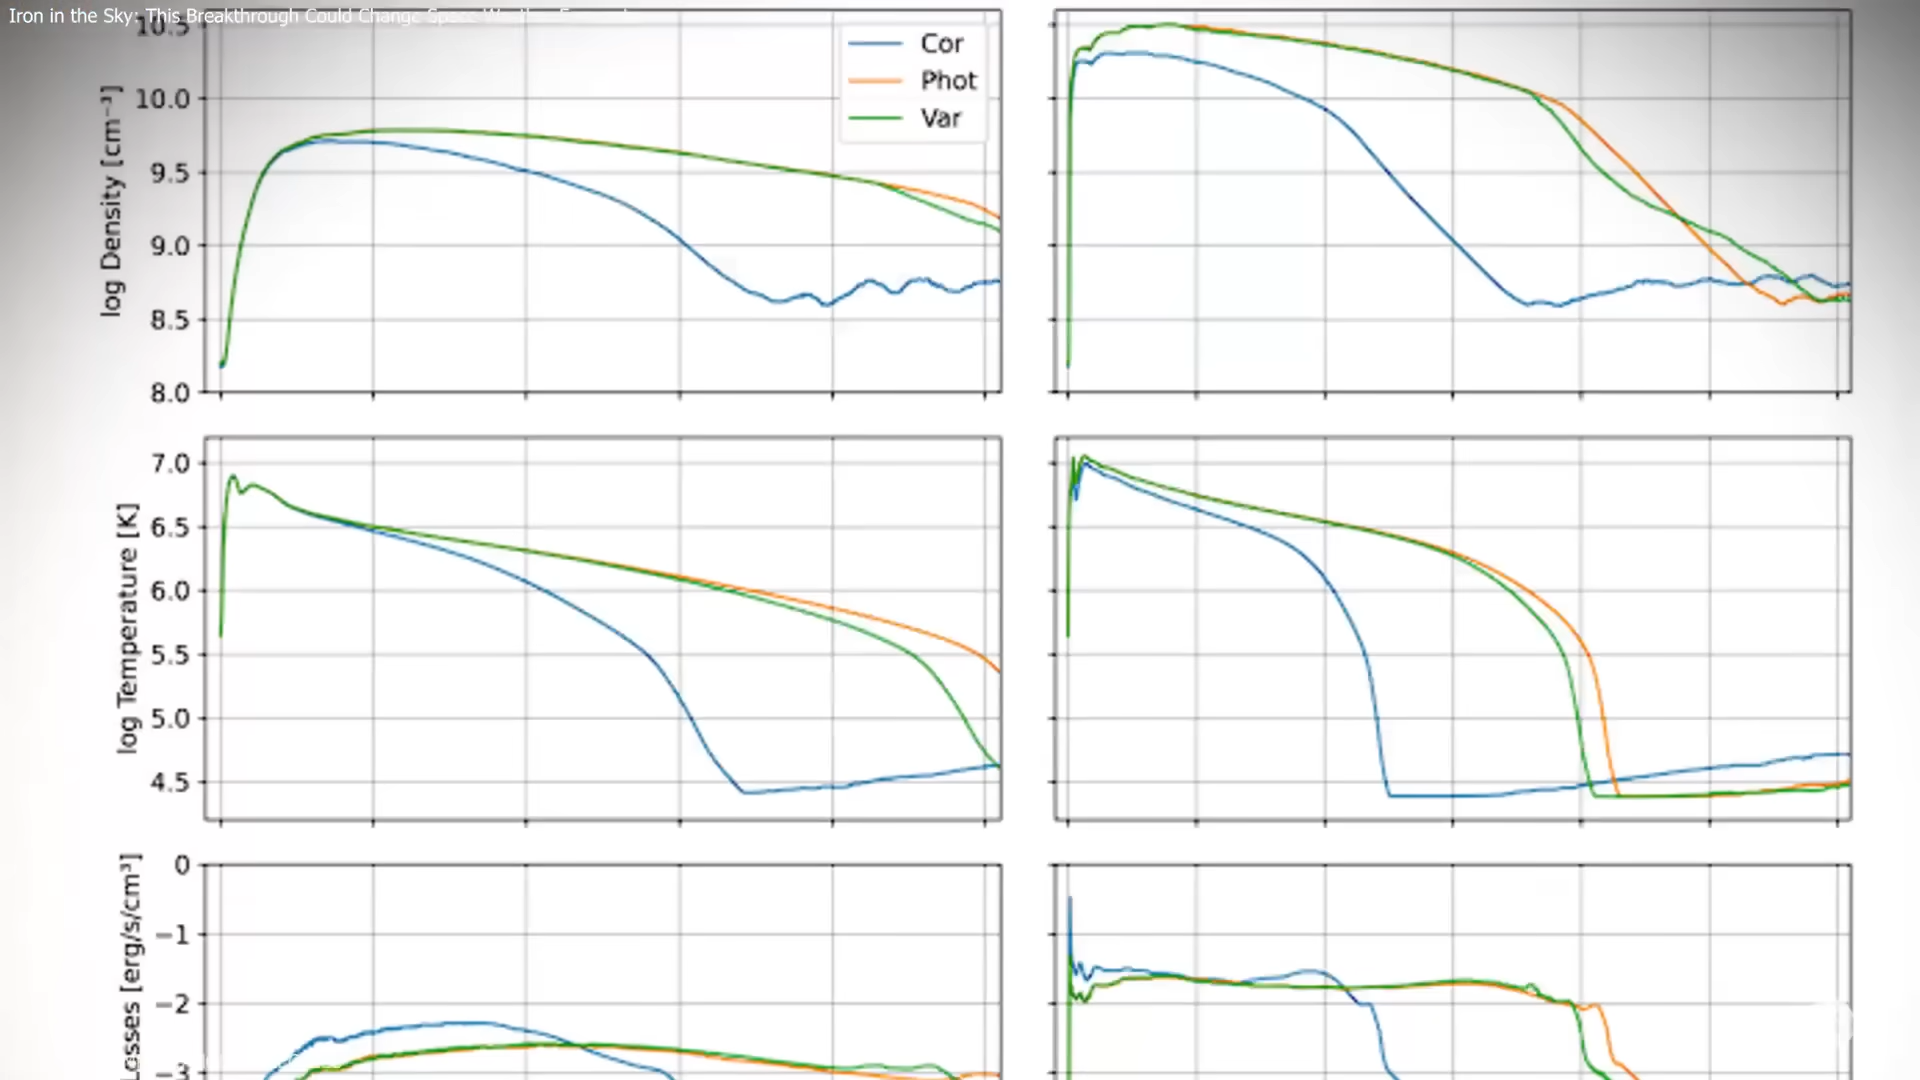 Iron in the Sky: This Breakthrough Could Change Space
10.5
10.0
9.5
9.0
8.5
8.0
log Density [cm⁻³]
Cor
Phot
Var
7.0
6.5
6.0
5.5
5.0
4.5
log Temperature [K]
0
−1
−2
−3
Losses [erg/s/cm³]